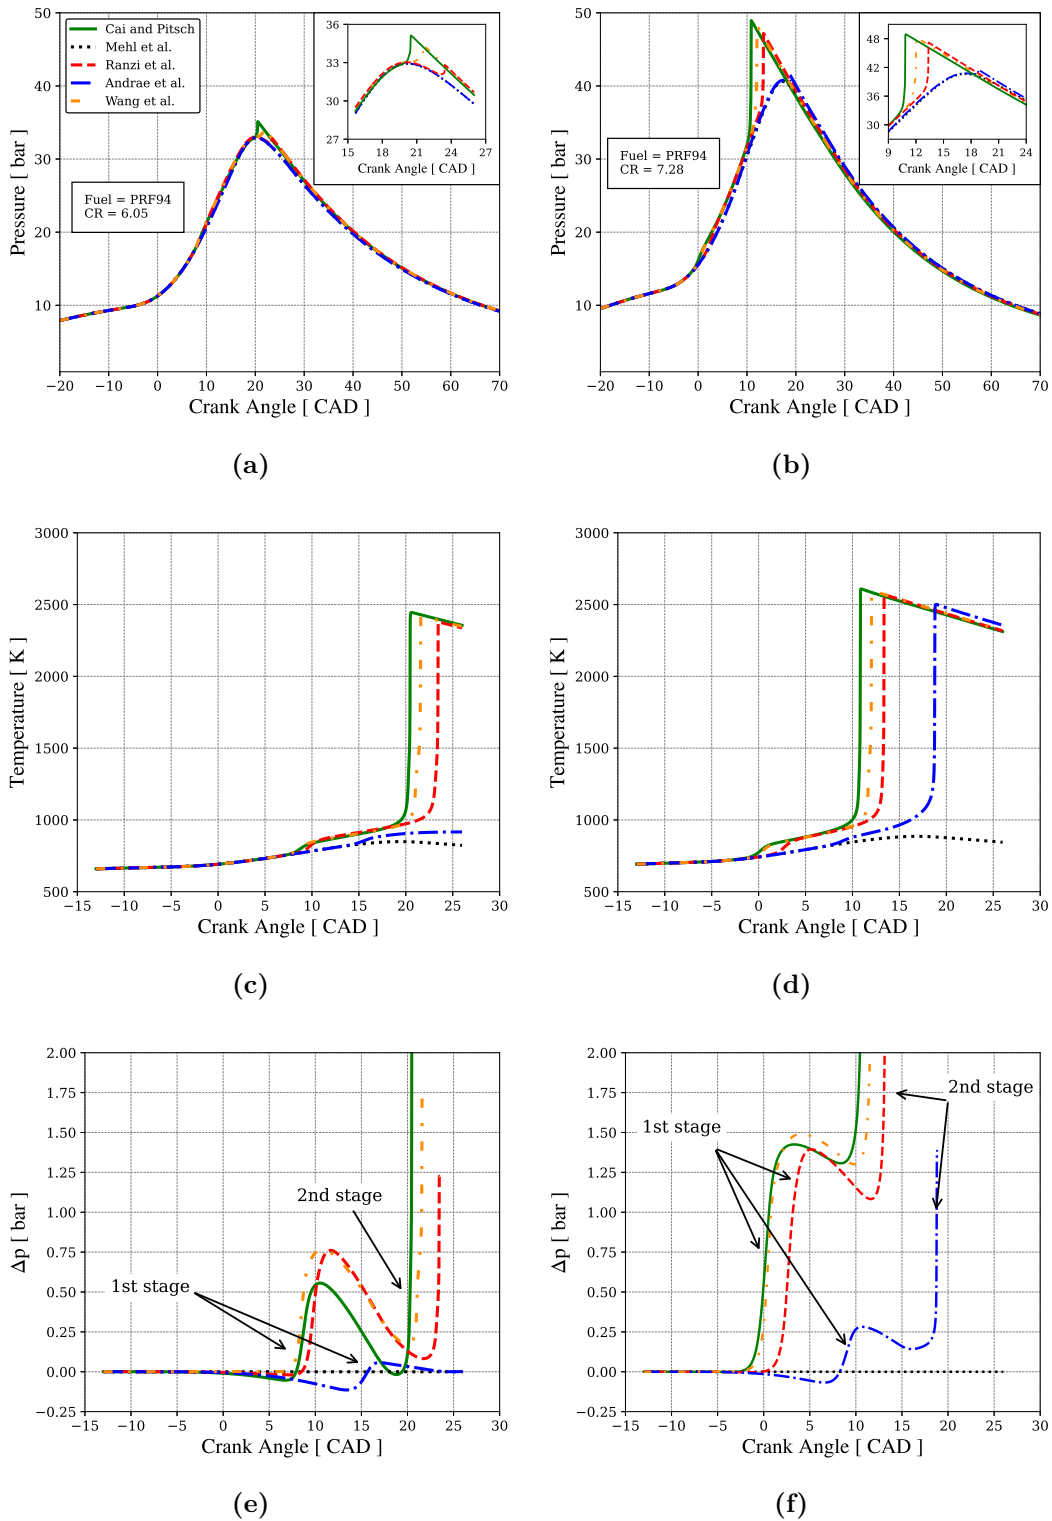 50
40
30
20
10
Pressure [ bar ]
−20 −10 0 10 20 30 40 50 60 70
Crank Angle [ CAD ]
Cai and Pitsch
Mehl et al.
Ranzi et al.
Andrae et al.
Wang et al.
Fuel = PRF94
CR = 6.05
36
33
30
27
15 18 21 24 27
Crank Angle [ CAD ]
(a)
50
40
30
20
10
Pressure [ bar ]
−20 −10 0 10 20 30 40 50 60 70
Crank Angle [ CAD ]
Fuel = PRF94
CR = 7.28
48
42
36
30
9 12 15 18 21 24
Crank Angle [ CAD ]
(b)
3000
2500
2000
1500
1000
500
Temperature [ K ]
−15 −10 −5 0 5 10 15 20 25 30
Crank Angle [ CAD ]
(c)
3000
2500
2000
1500
1000
500
Temperature [ K ]
−15 −10 −5 0 5 10 15 20 25 30
Crank Angle [ CAD ]
(d)
2.00
1.75
1.50
1.25
1.00
0.75
0.50
0.25
0.00
−0.25
Δp [ bar ]
2nd stage
1st stage
−15 −10 −5 0 5 10 15 20 25 30
Crank Angle [ CAD ]
(e)
2.00
1.75
1.50
1.25
1.00
0.75
0.50
0.25
0.00
−0.25
Δp [ bar ]
2nd stage
1st stage
−15 −10 −5 0 5 10 15 20 25 30
Crank Angle [ CAD ]
(f)